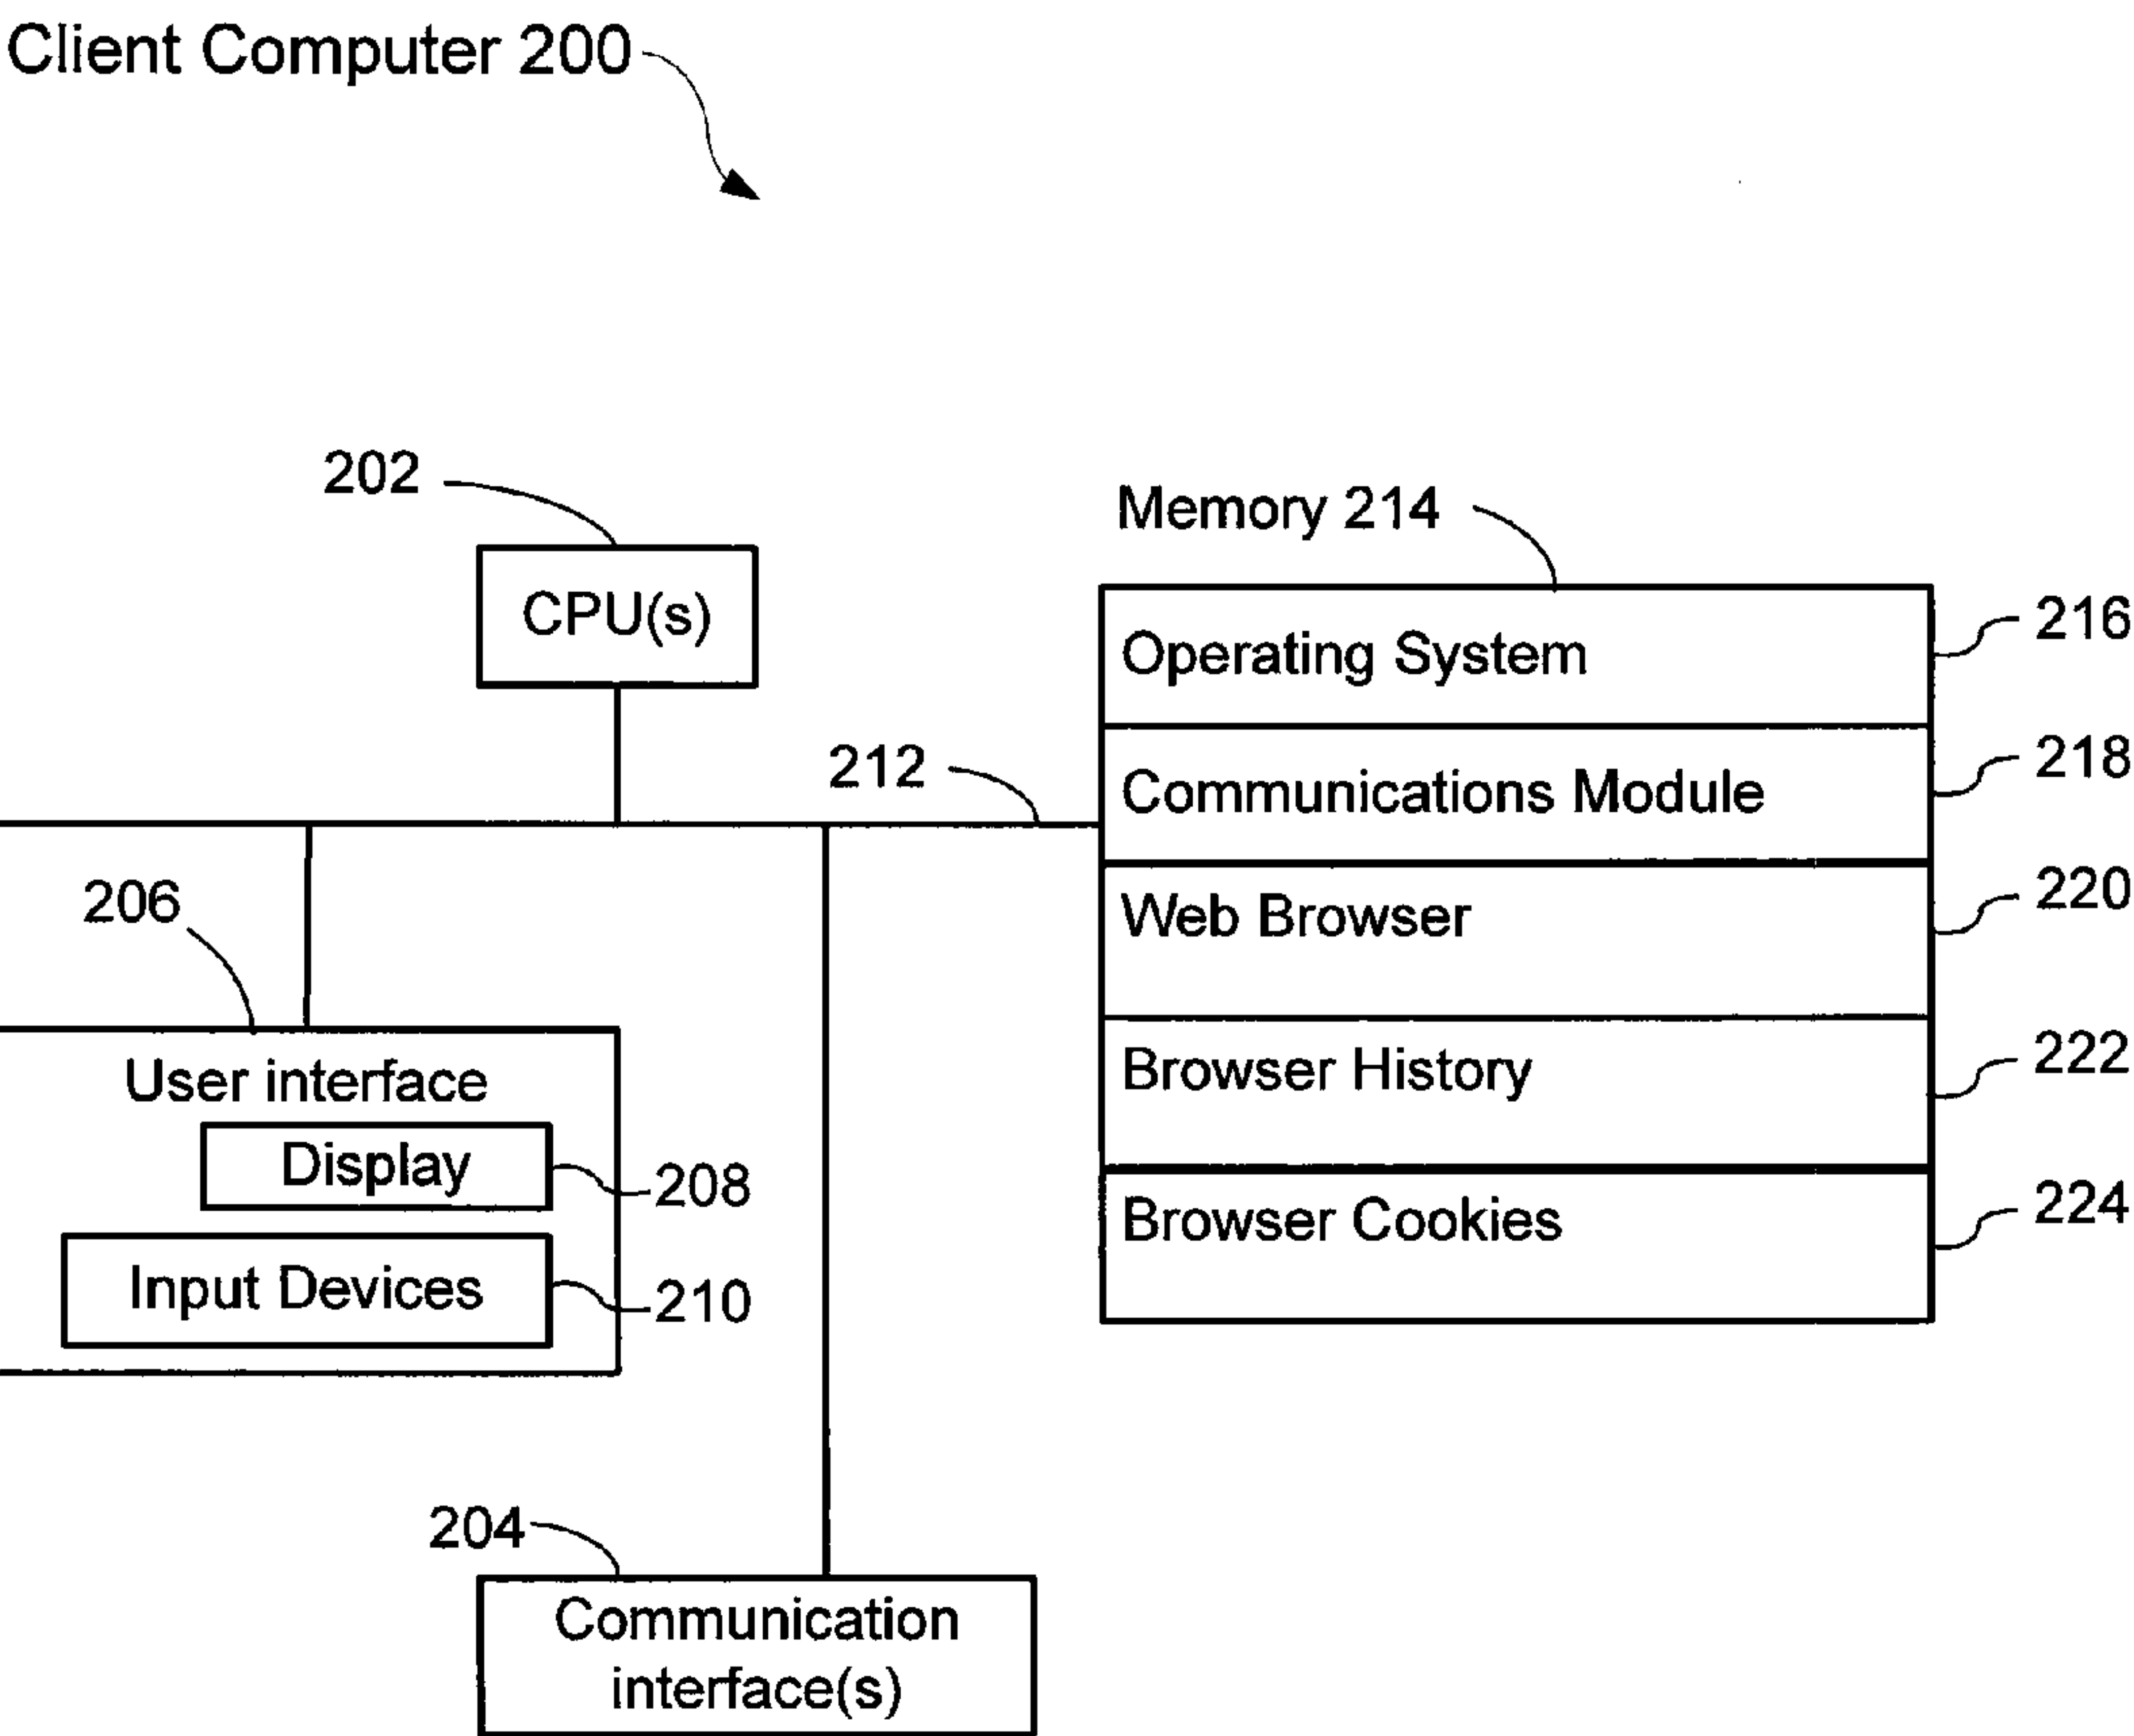 Client Computer 200
202
CPU(s)
Memory 214
Operating System
216
Communications Module
218
Web Browser
220
Browser History
222
Browser Cookies
224
212
206
User interface
Display
208
Input Devices
210
204
Communication
interface(s)